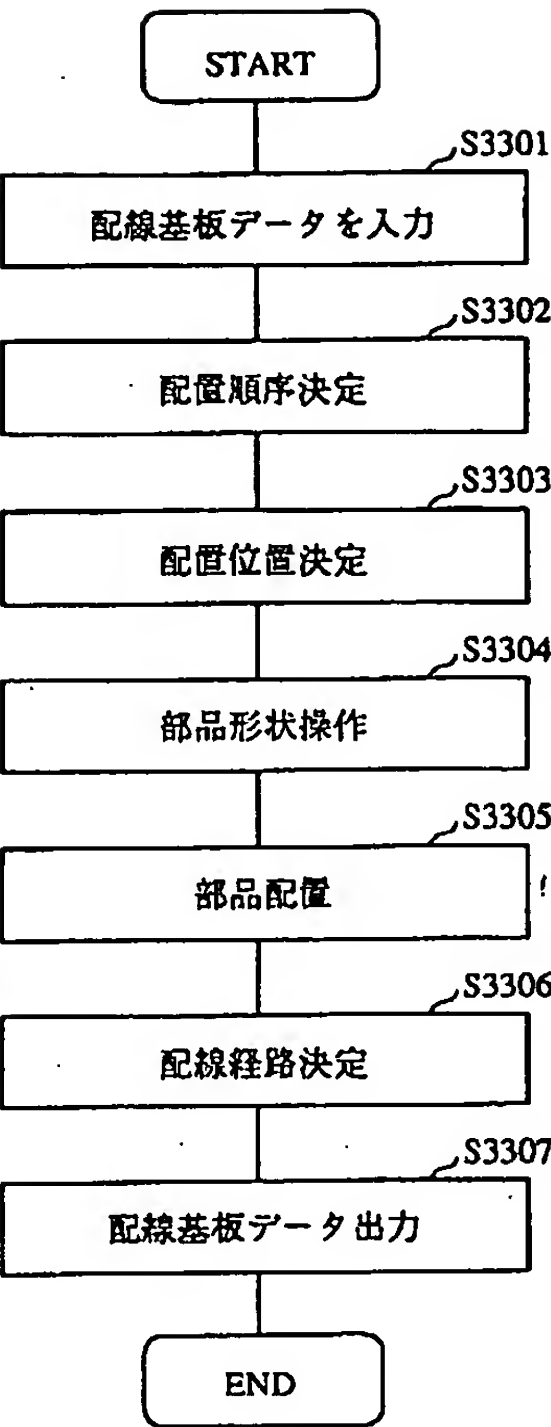 START
S3301
配線基板データを入力
S3302
配置順序決定
S3303
配置位置決定
S3304
部品形状操作
S3305
部品配置
S3306
配線経路決定
S3307
配線基板データ出力
END